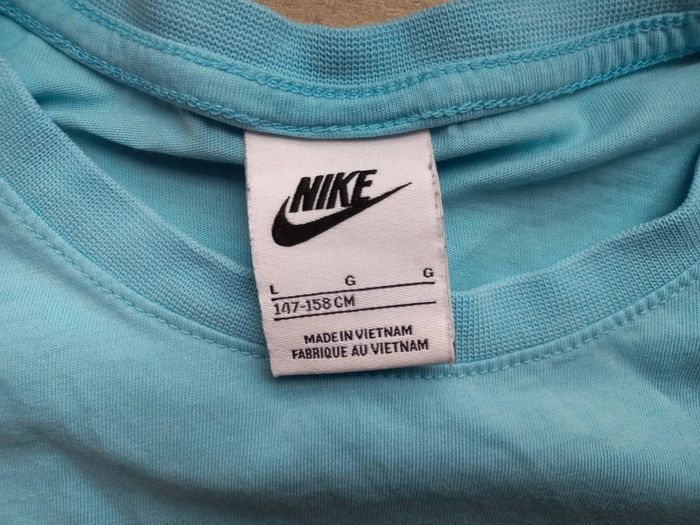 NIKE
L G G
147-158 CM
MADE IN VIETNAM
FABRIQUE AU VIETNAM